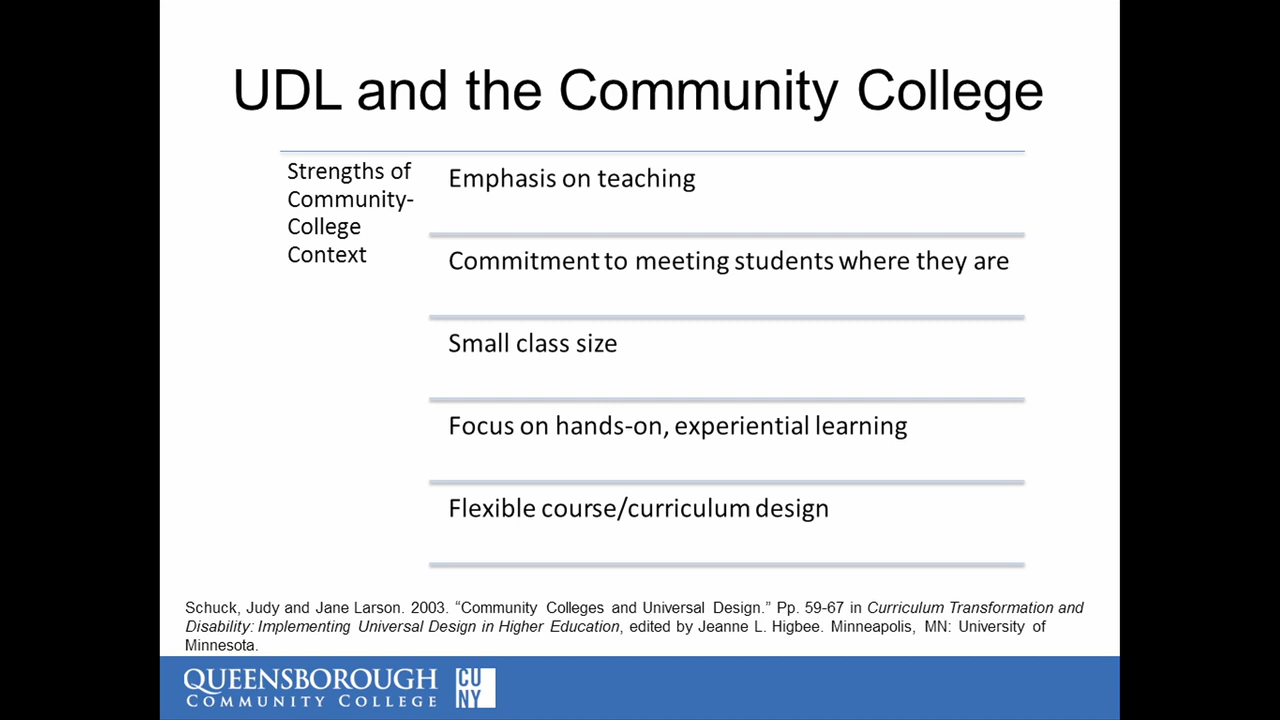 UDL and the Community College
Strengths of
Community-
College
Context
Emphasis on teaching
Commitment to meeting students where they are
Small class size
Focus on hands-on, experiential learning
Flexible course/curriculum design
Schuck, Judy and Jane Larson. 2003. “Community Colleges and Universal Design.” Pp. 59-67 in Curriculum Transformation and
Disability: Implementing Universal Design in Higher Education, edited by Jeanne L. Higbee. Minneapolis, MN: University of
Minnesota.
QUEENSBOROUGH
COMMUNITY COLLEGE
CU
NY